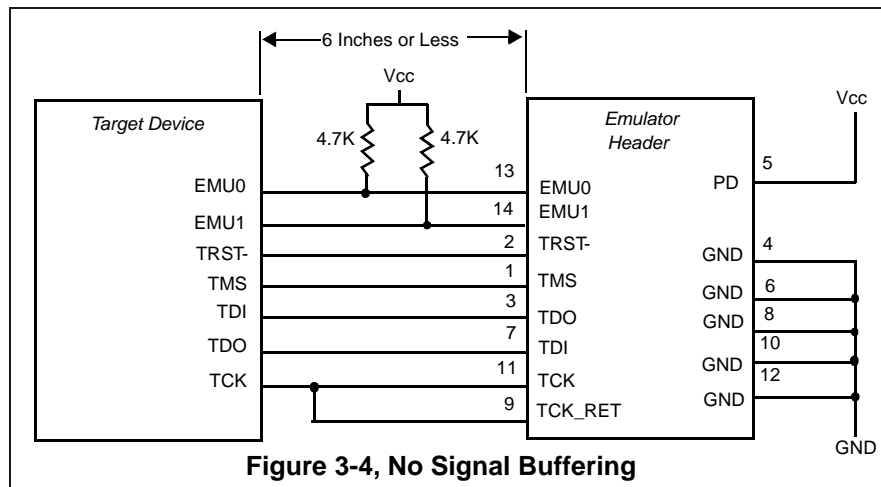 6 Inches or Less
Vcc
Vcc
Target Device
Emulator
Header
4.7K
4.7K
5
PD
13
EMU0
EMU0
14
EMU1
EMU1
2
TRST-
TRST-
4
GND
1
TMS
TMS
6
GND
3
TDI
TDO
8
GND
7
TDO
TDI
10
GND
11
TCK
TCK
12
GND
9
TCK_RET
GND
Figure 3-4, No Signal Buffering